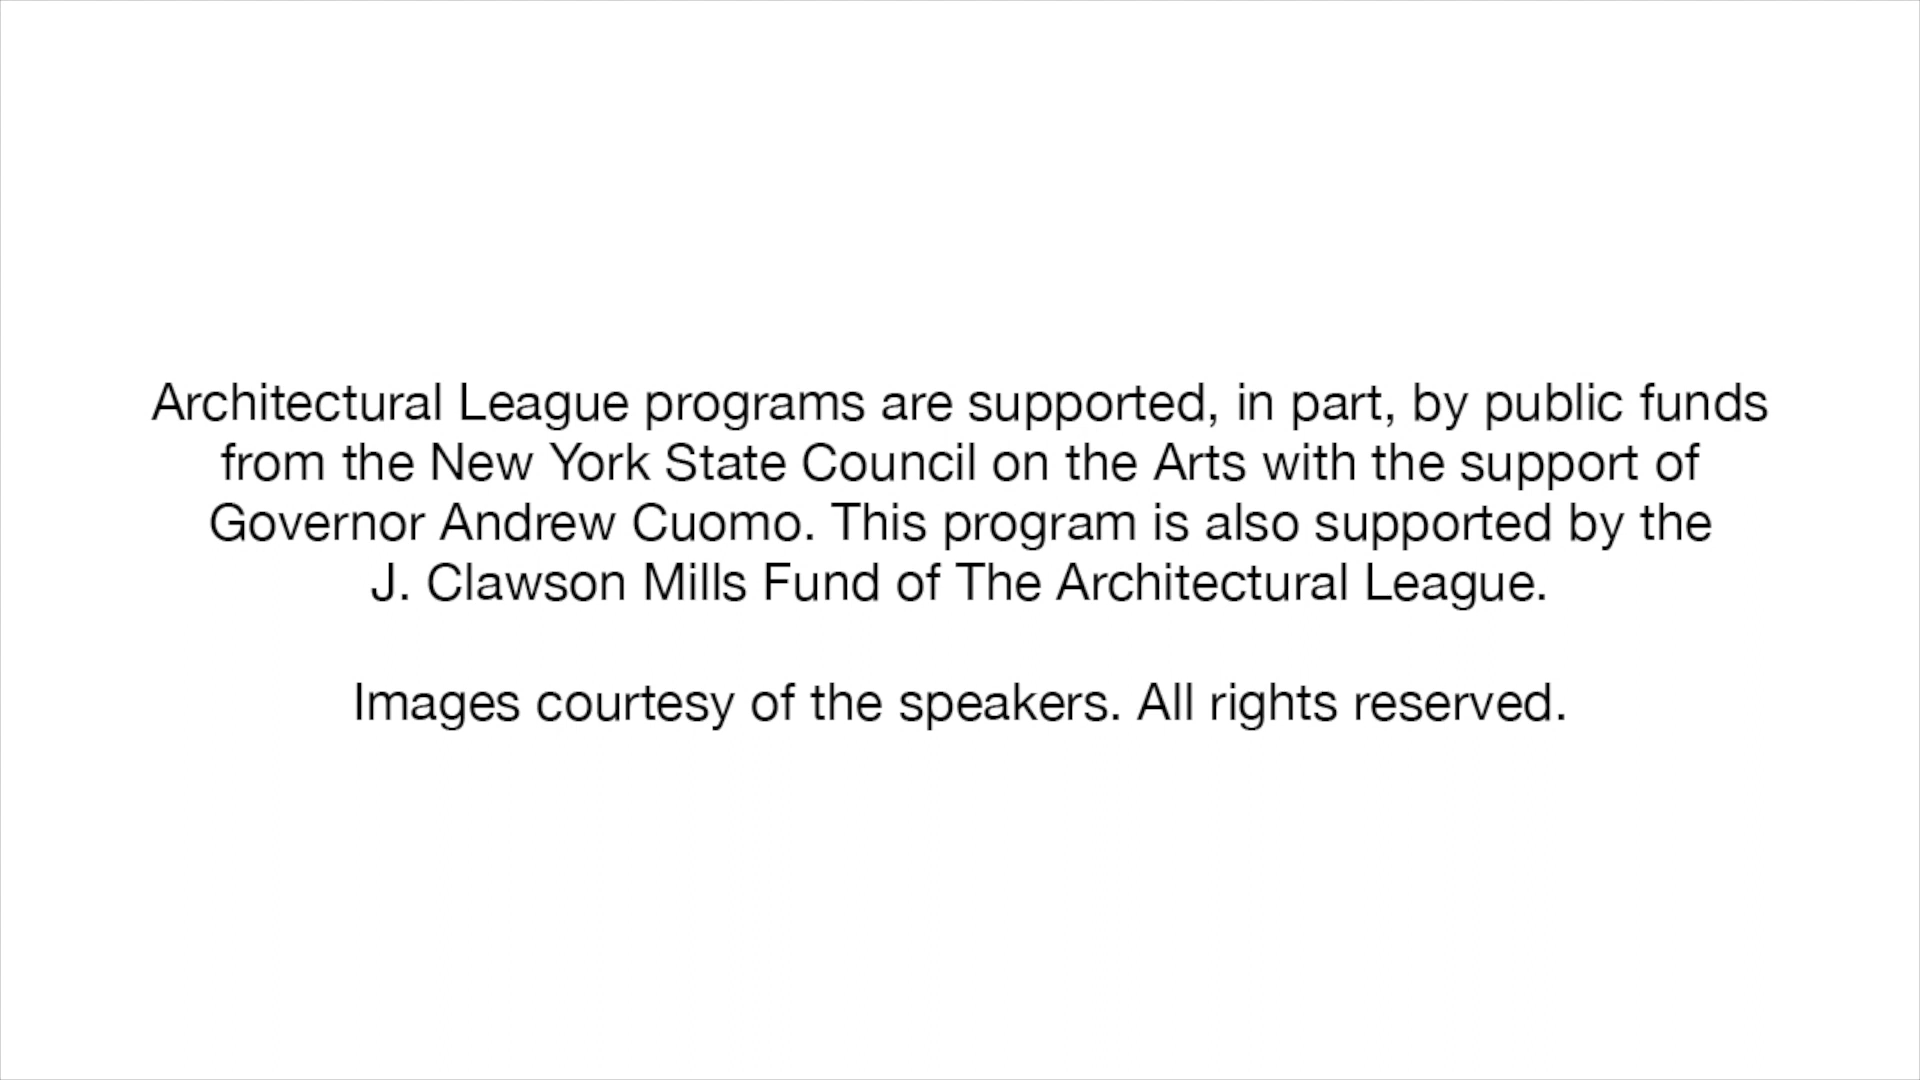 Architectural League programs are supported, in part, by public funds
from the New York State Council on the Arts with the support of
Governor Andrew Cuomo. This program is also supported by the
J. Clawson Mills Fund of The Architectural League.
Images courtesy of the speakers. All rights reserved.